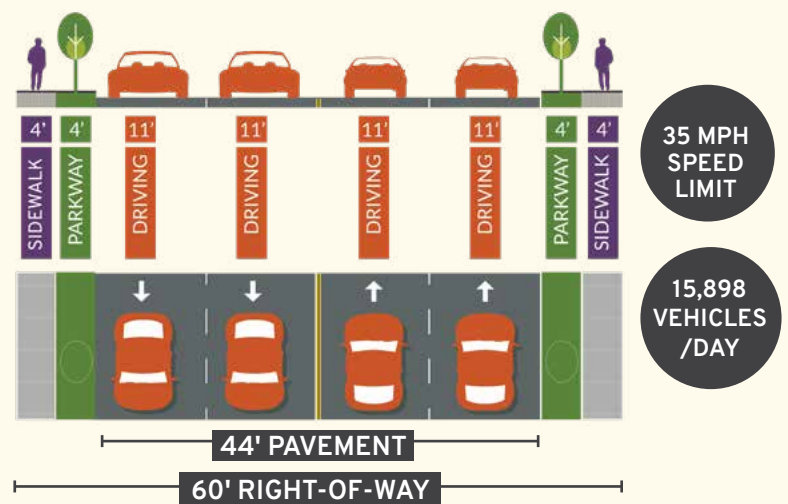 4'
4'
11'
11'
11'
11'
4'
4'
SIDEWALK
PARKWAY
DRIVING
DRIVING
DRIVING
DRIVING
PARKWAY
SIDEWALK
35 MPH
SPEED
LIMIT
15,898
VEHICLES
/DAY
44' PAVEMENT
60' RIGHT-OF-WAY